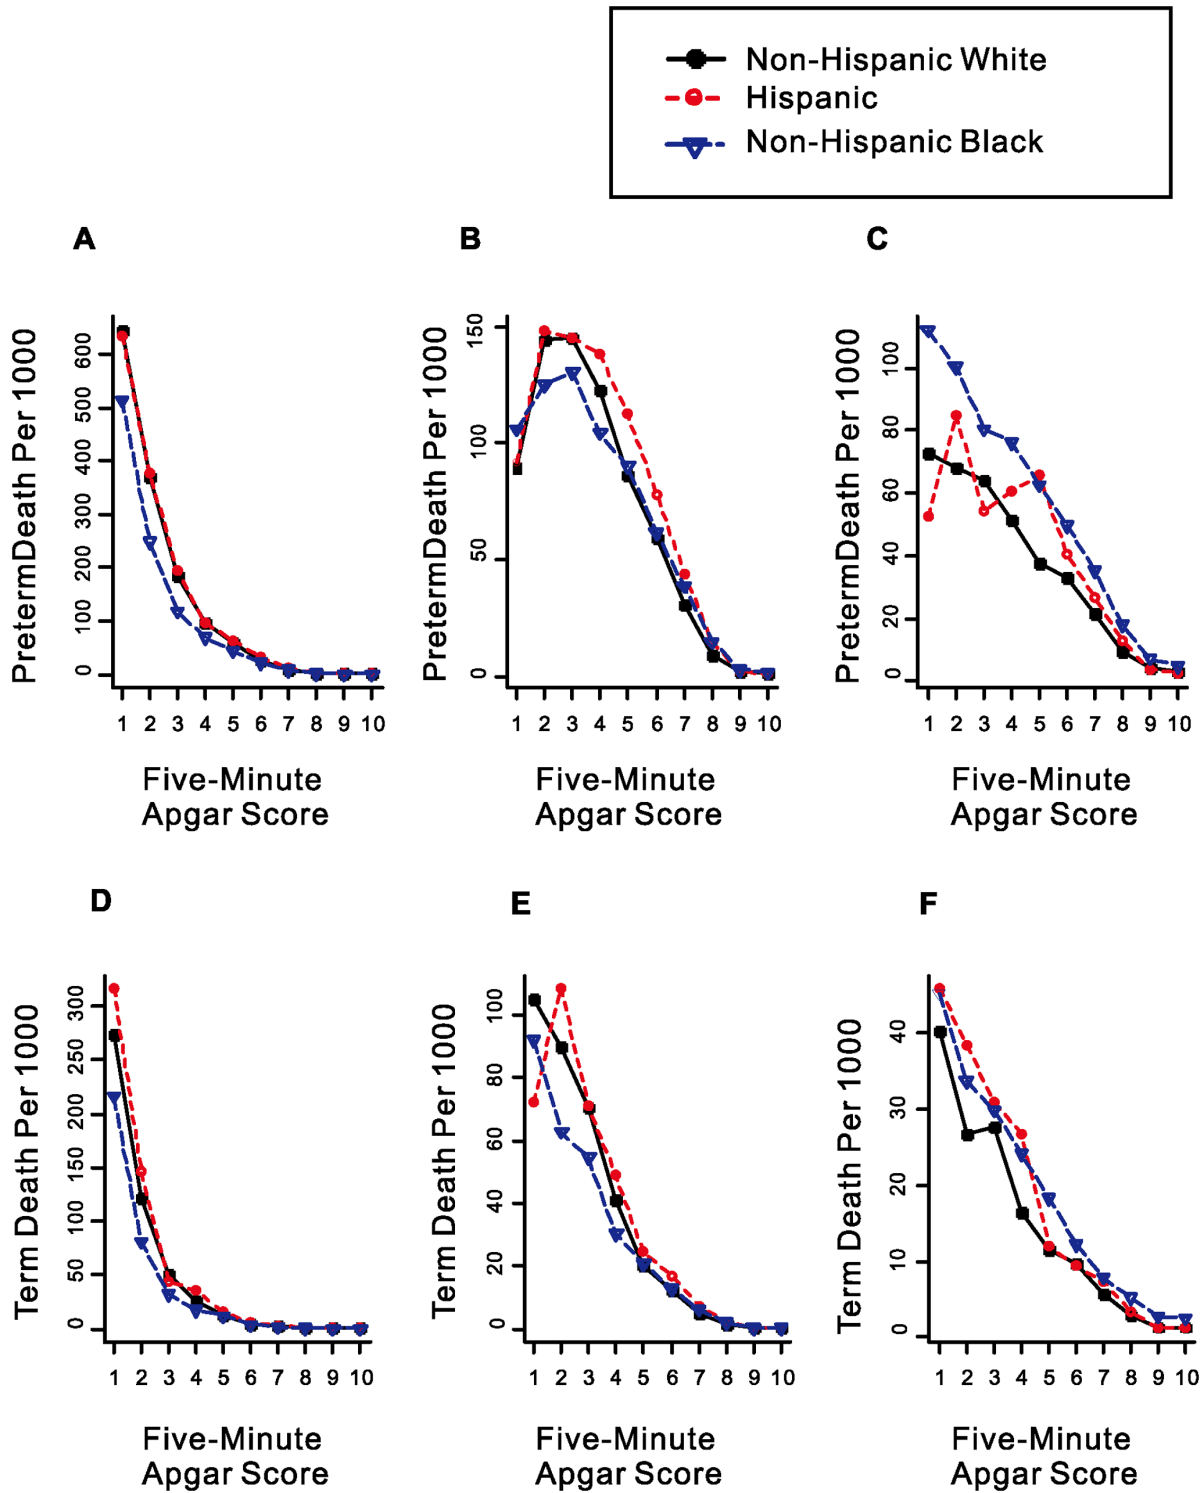 Non-Hispanic White
Hispanic
Non-Hispanic Black
A
B
C
PretermDeath Per 1000
0 100 200 300 400 500 600
1 2 3 4 5 6 7 8 9 10
Five-Minute
Apgar Score
PretermDeath Per 1000
0 50 100 150
1 2 3 4 5 6 7 8 9 10
Five-Minute
Apgar Score
PretermDeath Per 1000
0 20 40 60 80 100
1 2 3 4 5 6 7 8 9 10
Five-Minute
Apgar Score
D
E
F
Term Death Per 1000
0 50 100 150 200 250 300
1 2 3 4 5 6 7 8 9 10
Five-Minute
Apgar Score
Term Death Per 1000
0 20 40 60 80 100
1 2 3 4 5 6 7 8 9 10
Five-Minute
Apgar Score
Term Death Per 1000
0 10 20 30 40
1 2 3 4 5 6 7 8 9 10
Five-Minute
Apgar Score